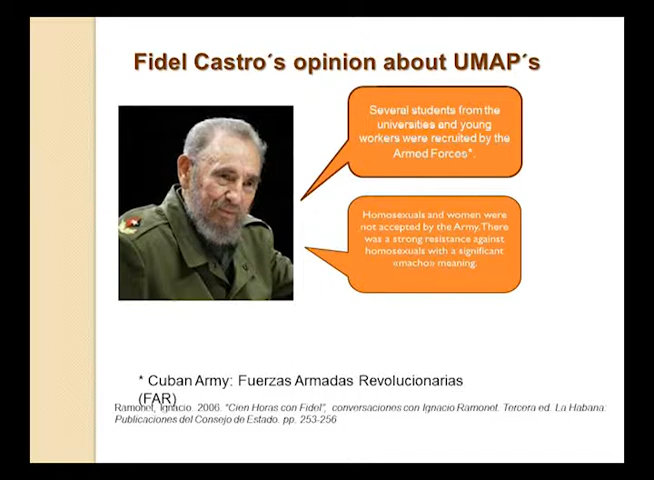 Fidel Castro´s opinion about UMAP´s
Several students from the
universities and young
workers were recruited by the
Armed Forces*.
Homosexuals and women were
not accepted by the Army. There
was a strong resistance against
homosexuals with a significant
«macho» meaning.
* Cuban Army: Fuerzas Armadas Revolucionarias
(FAR)
Ramonet, Ignacio. 2006. “Cien Horas con Fidel”, conversaciones con Ignacio Ramonet. Tercera ed. La Habana:
Publicaciones del Consejo de Estado. pp. 253-256